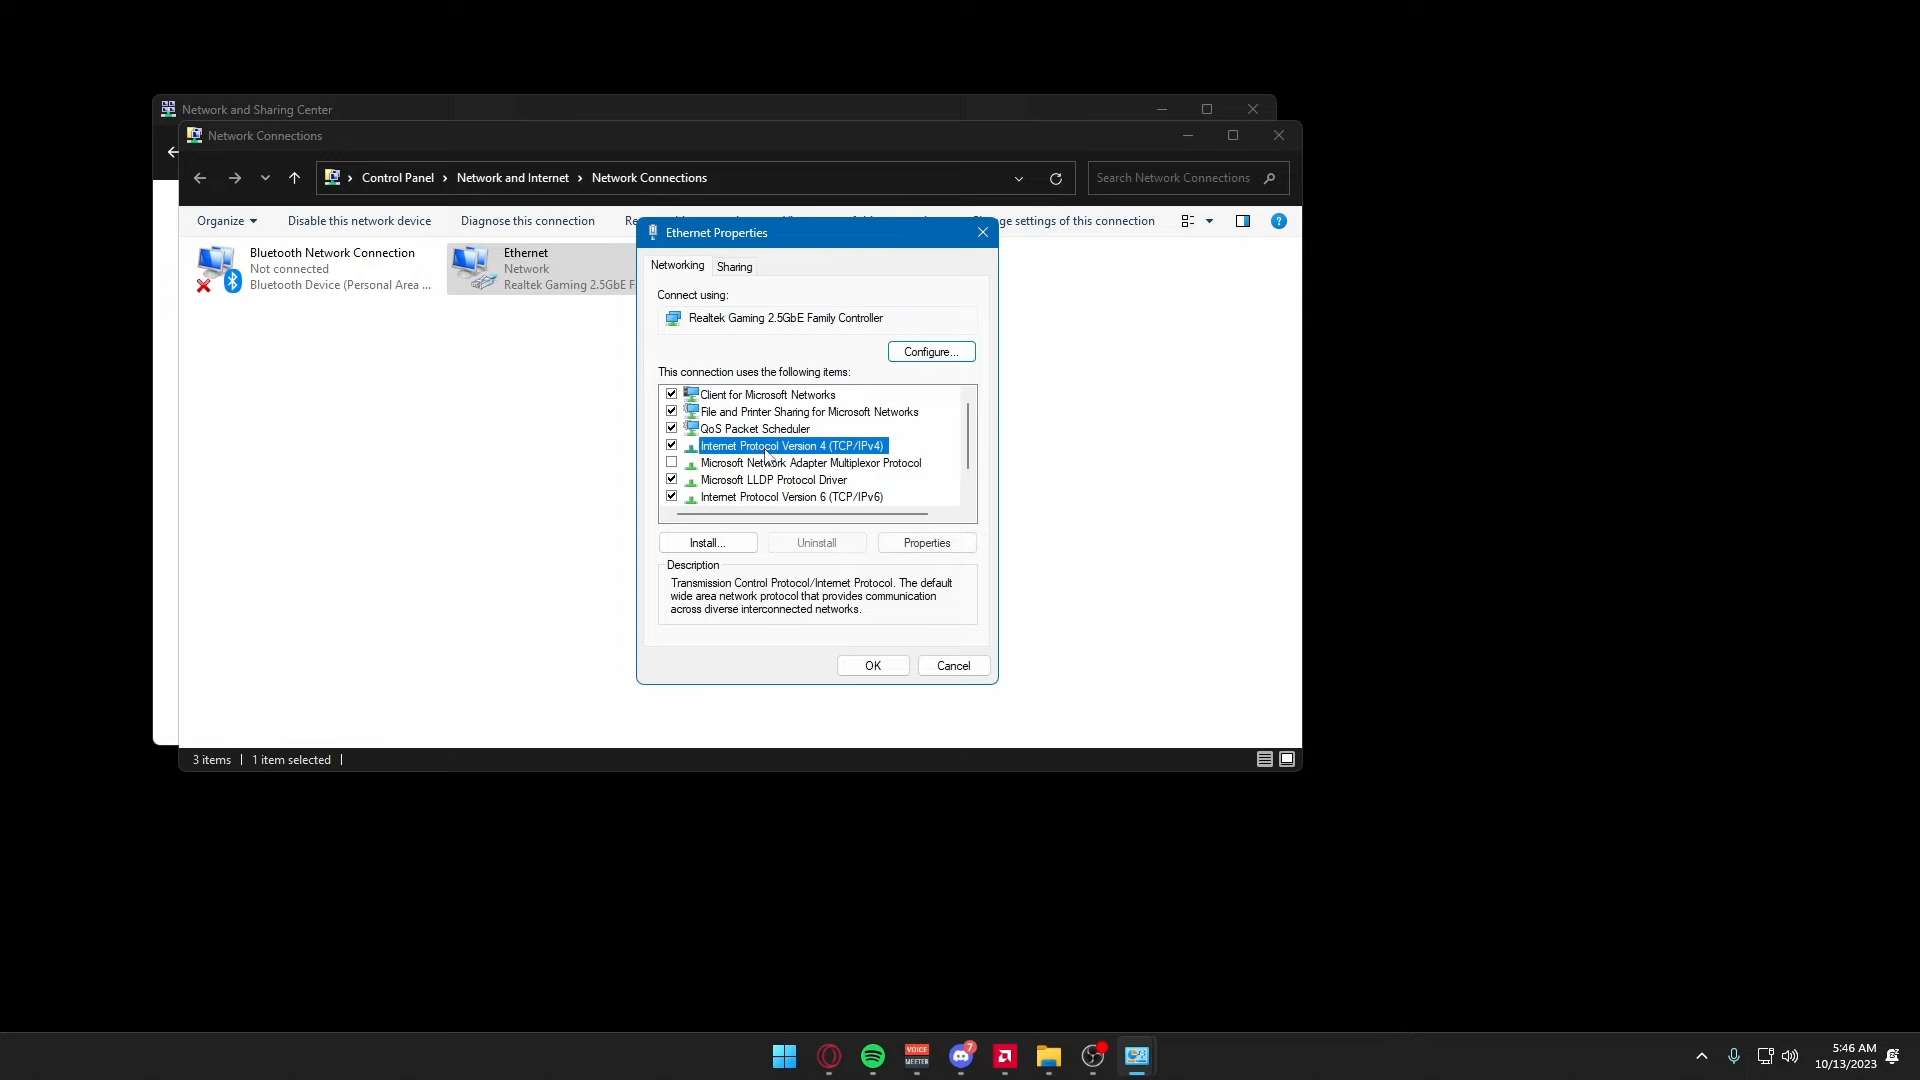 Network and Sharing Center
Network Connections
Control Panel > Network and Internet > Network Connections
Search Network Connections
Organize
Disable this network device
Diagnose this connection
Re
ge settings of this connection
Bluetooth Network Connection
Not connected
Bluetooth Device (Personal Area ...
Ethernet
Network
Realtek Gaming 2.5GbE F
Ethernet Properties
Networking
Sharing
Connect using:
Realtek Gaming 2.5GbE Family Controller
Configure...
This connection uses the following items:
Client for Microsoft Networks
File and Printer Sharing for Microsoft Networks
QoS Packet Scheduler
Internet Protocol Version 4 (TCP/IPv4)
Microsoft Network Adapter Multiplexor Protocol
Microsoft LLDP Protocol Driver
Internet Protocol Version 6 (TCP/IPv6)
Install...
Uninstall
Properties
Description
Transmission Control Protocol/Internet Protocol. The default
wide area network protocol that provides communication
across diverse interconnected networks.
OK
Cancel
3 items
1 item selected
VOICE
MEETER
7
5:46 AM
10/13/2023